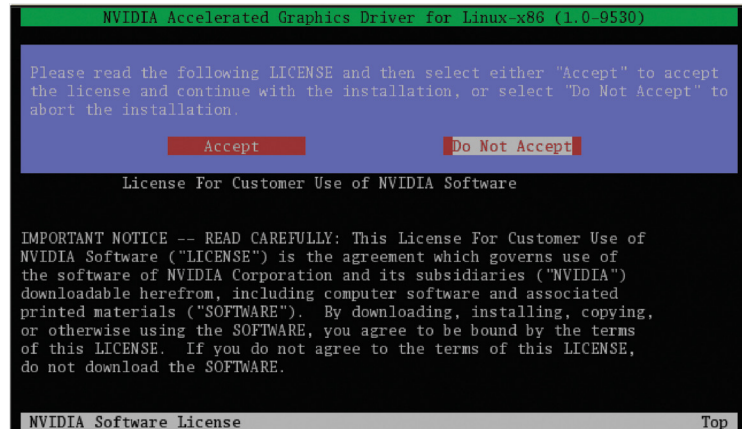 NVIDIA Accelerated Graphics Driver for Linux-x86 (1.0-9530)
Please read the following LICENSE and then select either "Accept" to accept
the license and continue with the installation, or select "Do Not Accept" to
abort the installation.
Accept Do Not Accept
License For Customer Use of NVIDIA Software
IMPORTANT NOTICE -- READ CAREFULLY: This License For Customer Use of
NVIDIA Software ("LICENSE") is the agreement which governs use of
the software of NVIDIA Corporation and its subsidiaries ("NVIDIA")
downloadable herefrom, including computer software and associated
printed materials ("SOFTWARE"). By downloading, installing, copying,
or otherwise using the SOFTWARE, you agree to be bound by the terms
of this LICENSE. If you do not agree to the terms of this LICENSE,
do not download the SOFTWARE.
NVIDIA Software License Top